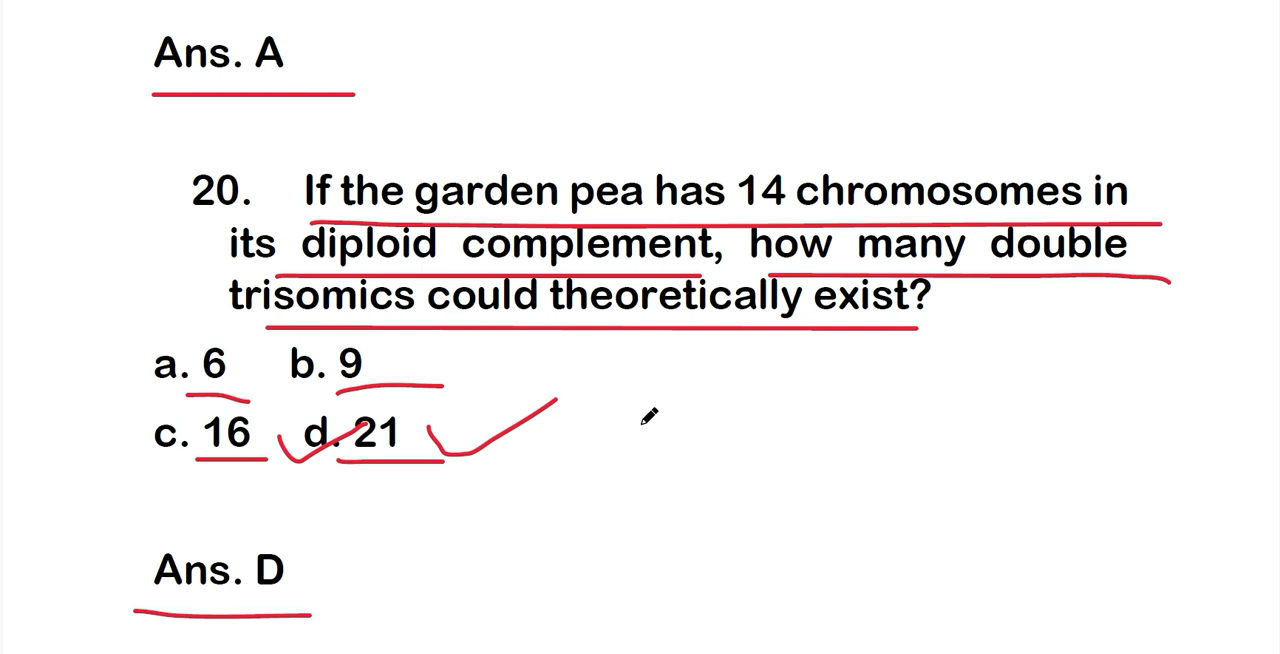 Ans. A
20. If the garden pea has 14 chromosomes in
its diploid complement, how many double
trisomics could theoretically exist?
a. 6 b. 9
c. 16 d. 21
Ans. D